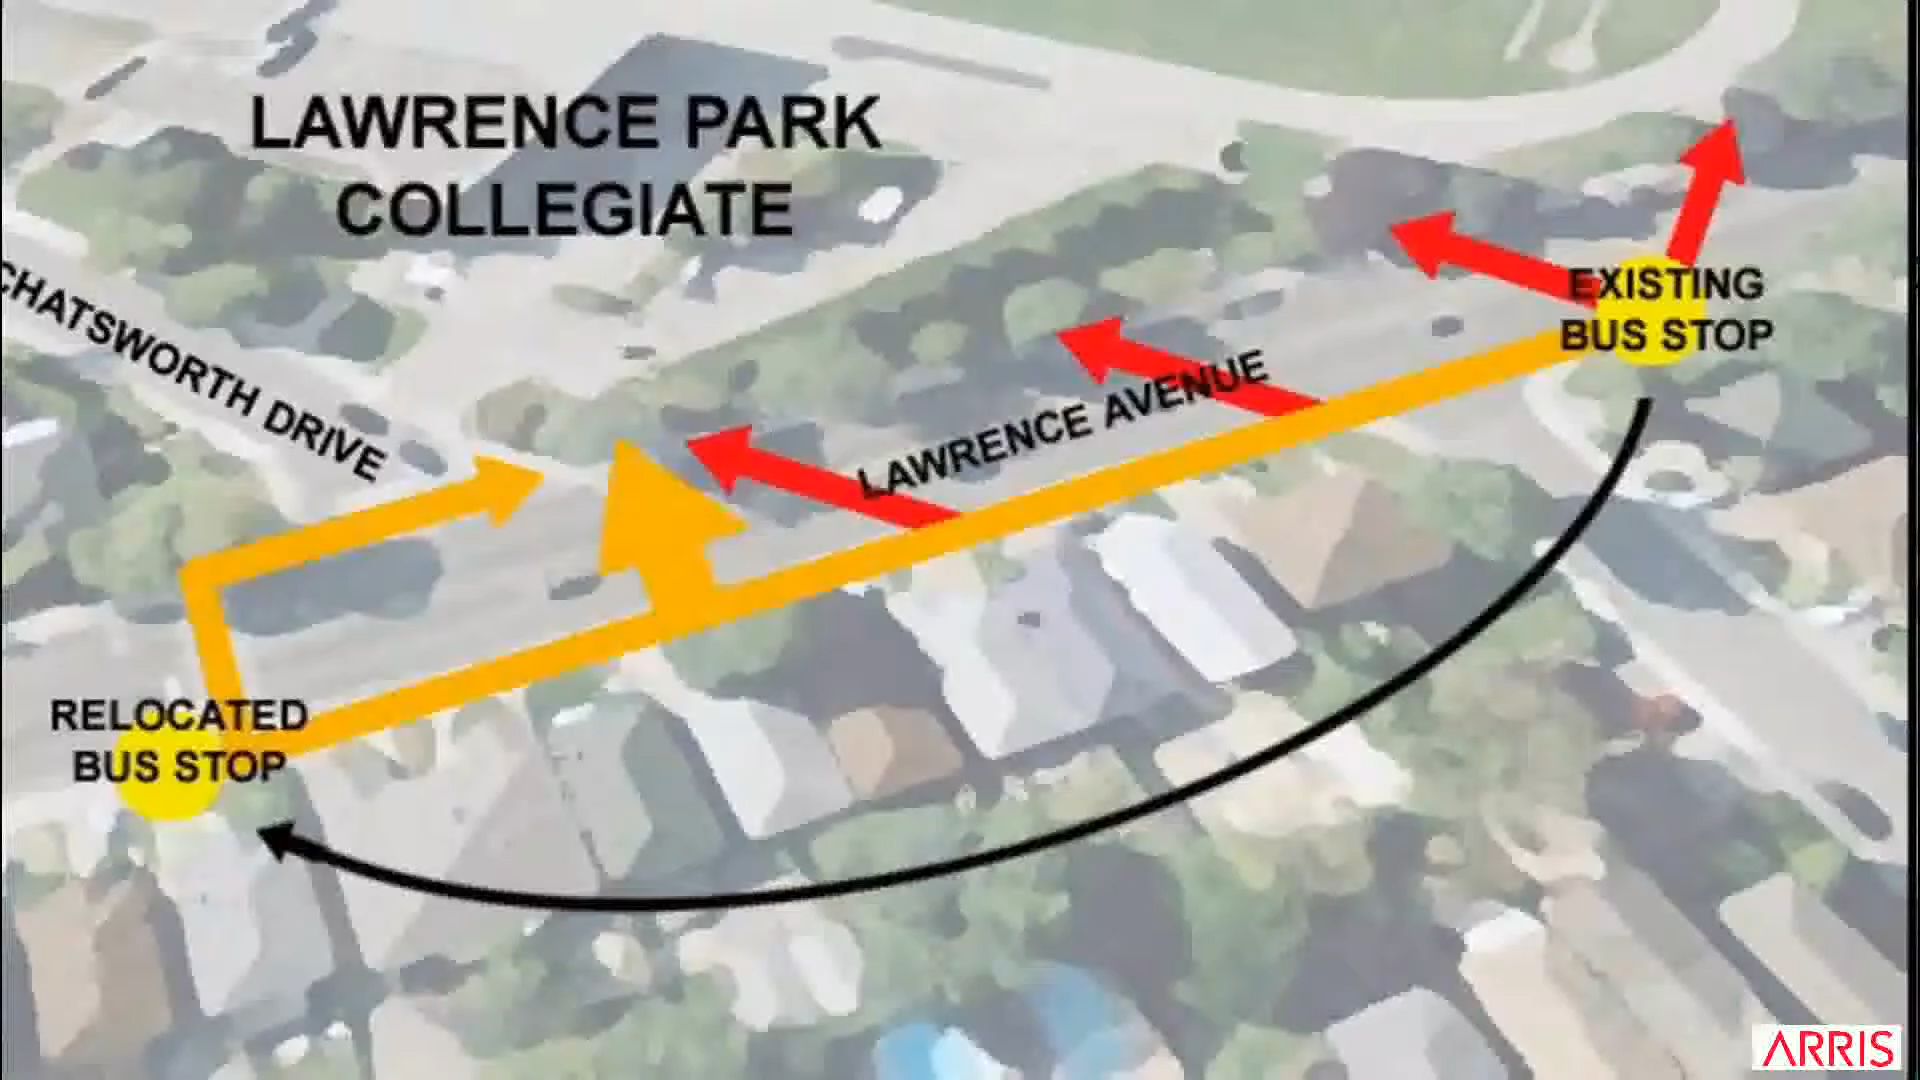 LAWRENCE PARK
COLLEGIATE
CHATSWORTH DRIVE
EXISTING
BUS STOP
LAWRENCE AVENUE
RELOCATED
BUS STOP
ARRIS